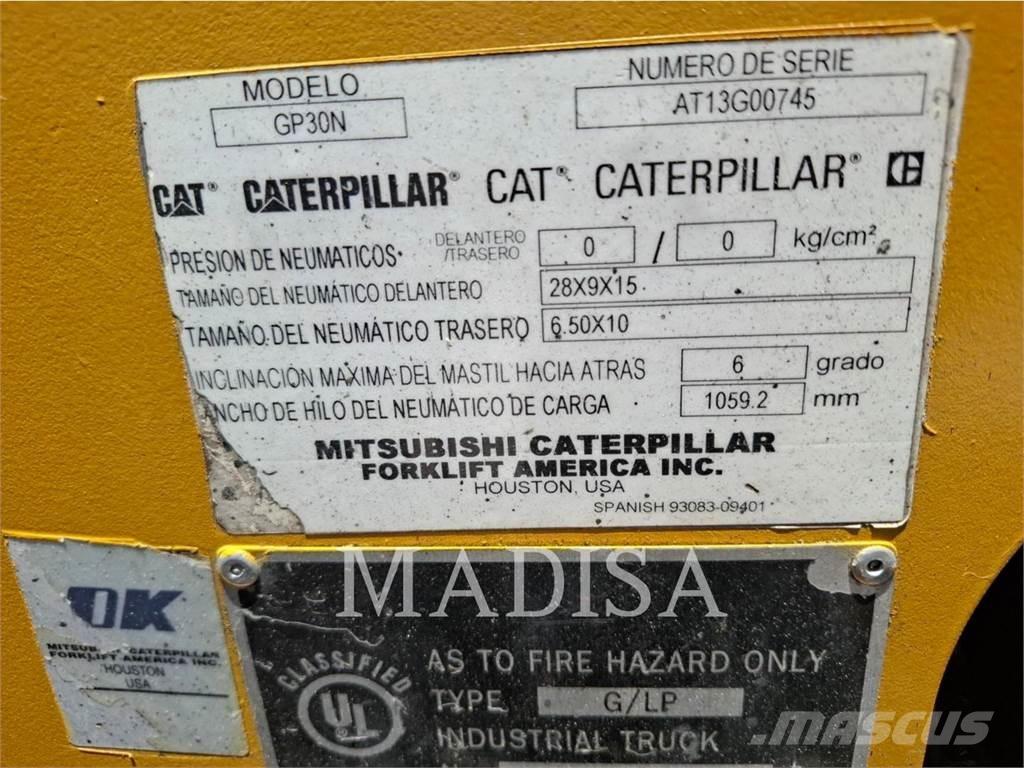 MODELO NUMERO DE SERIE
GP30N AT13G00745
CAT® CATERPILLAR® CAT® CATERPILLAR® C
PRESION DE NEUMATICOS• DELANTERO /TRASERO 0 / 0 kg/cm²
TAMAÑO DEL NEUMÁTICO DELANTERO 28X9X15
TAMAÑO DEL NEUMÁTICO TRASERO 6.50X10
INCLINACIÓN MAXIMA DEL MASTIL HACIA ATRAS 6 grado
ANCHO DE HILO DEL NEUMÁTICO DE CARGA 1059.2 mm
MITSUBISHI CATERPILLAR
FORKLIFT AMERICA INC.
HOUSTON, USA
SPANISH 93083-09401
MADISA
OK
CATERPILLAR
FORKLIFT AMERICA INC.
HOUSTON
USA
CLASSIFIED
UL
AS TO FIRE HAZARD ONLY
TYPE G/LP
INDUSTRIAL TRUCK
MASCUS